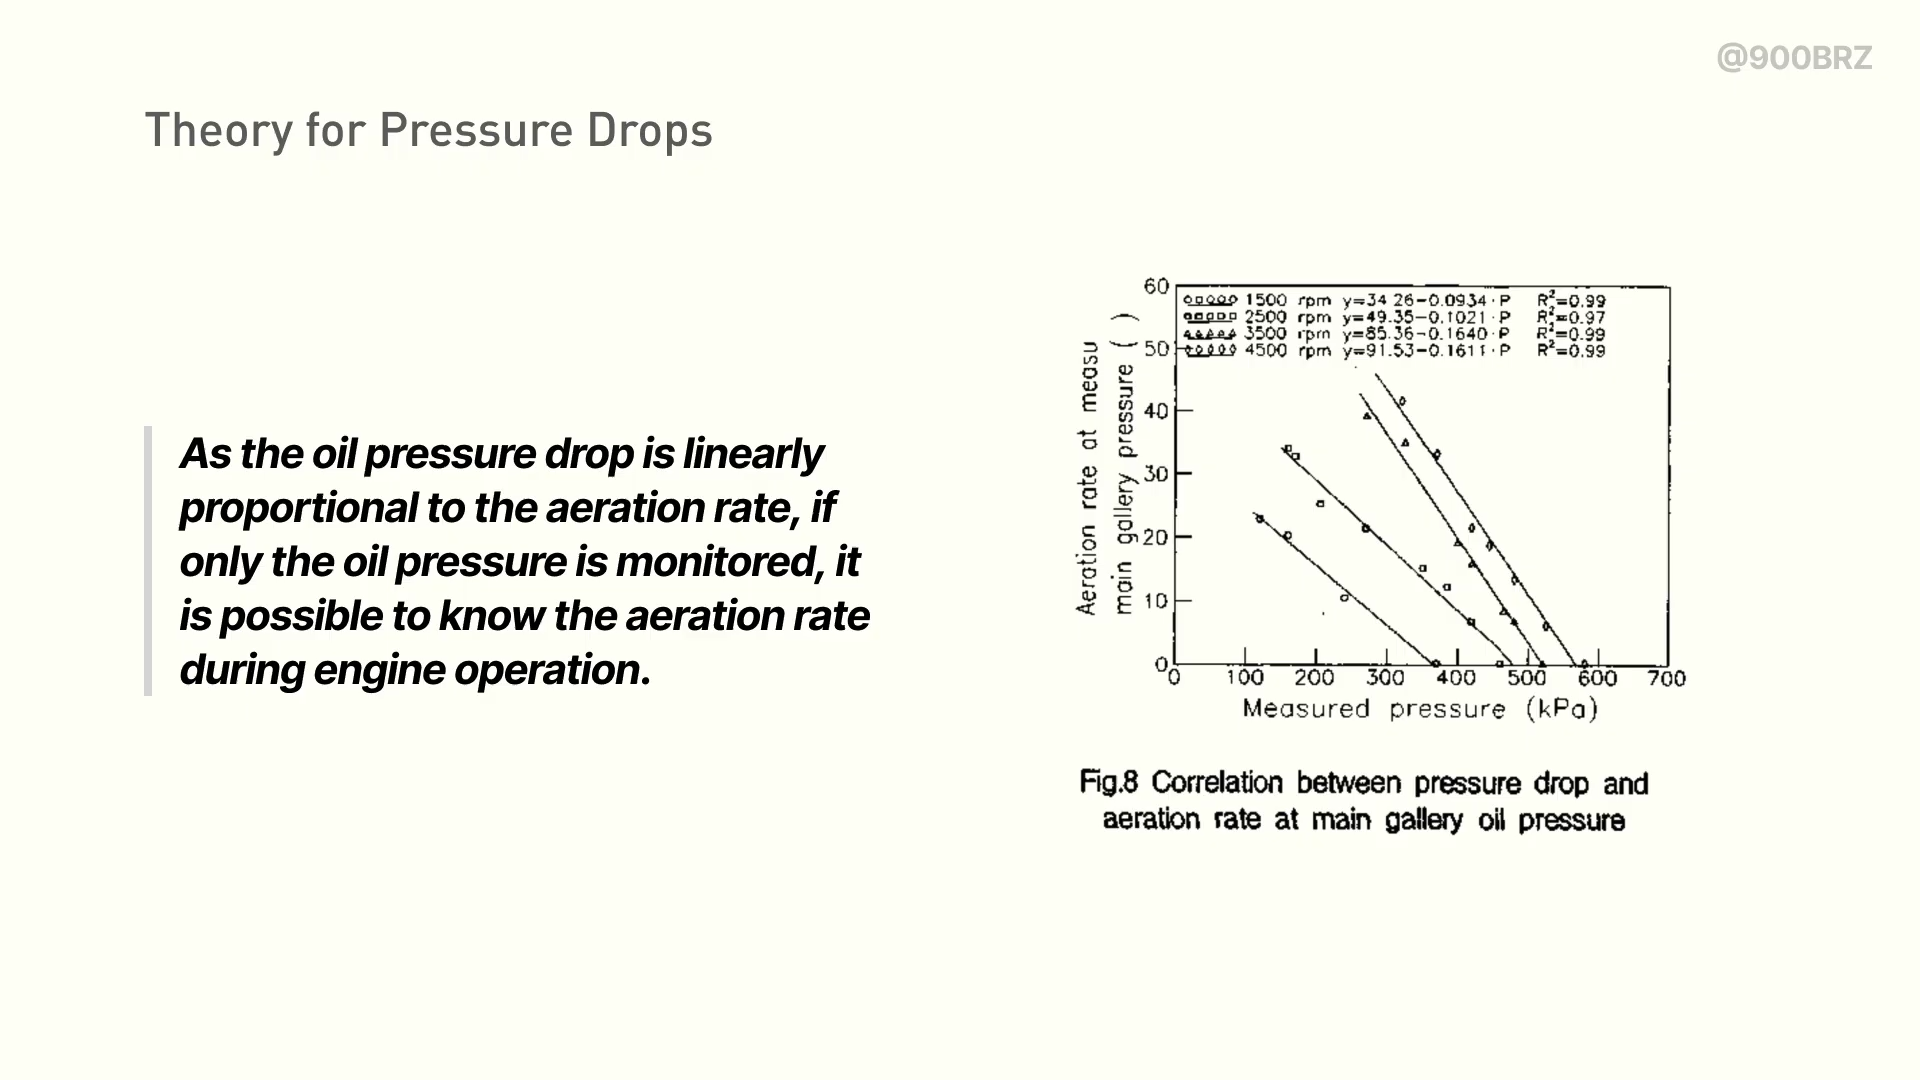 @900BRZ
Theory for Pressure Drops
As the oil pressure drop is linearly
proportional to the aeration rate, if
only the oil pressure is monitored, it
is possible to know the aeration rate
during engine operation.
Aeration rate at measu
main gallery pressure ( )
60
50
40
30
20
10
0
1500 rpm y=34 26-0.0934·P R²=0.99
2500 rpm y=49.35-0.1021·P R²=0.97
3500 rpm y=85.36-0.1640·P R²=0.99
4500 rpm y=91.53-0.1611·P R²=0.99
0 100 200 300 400 500 600 700
Measured pressure (kPa)
Fig.8 Correlation between pressure drop and
aeration rate at main gallery oil pressure